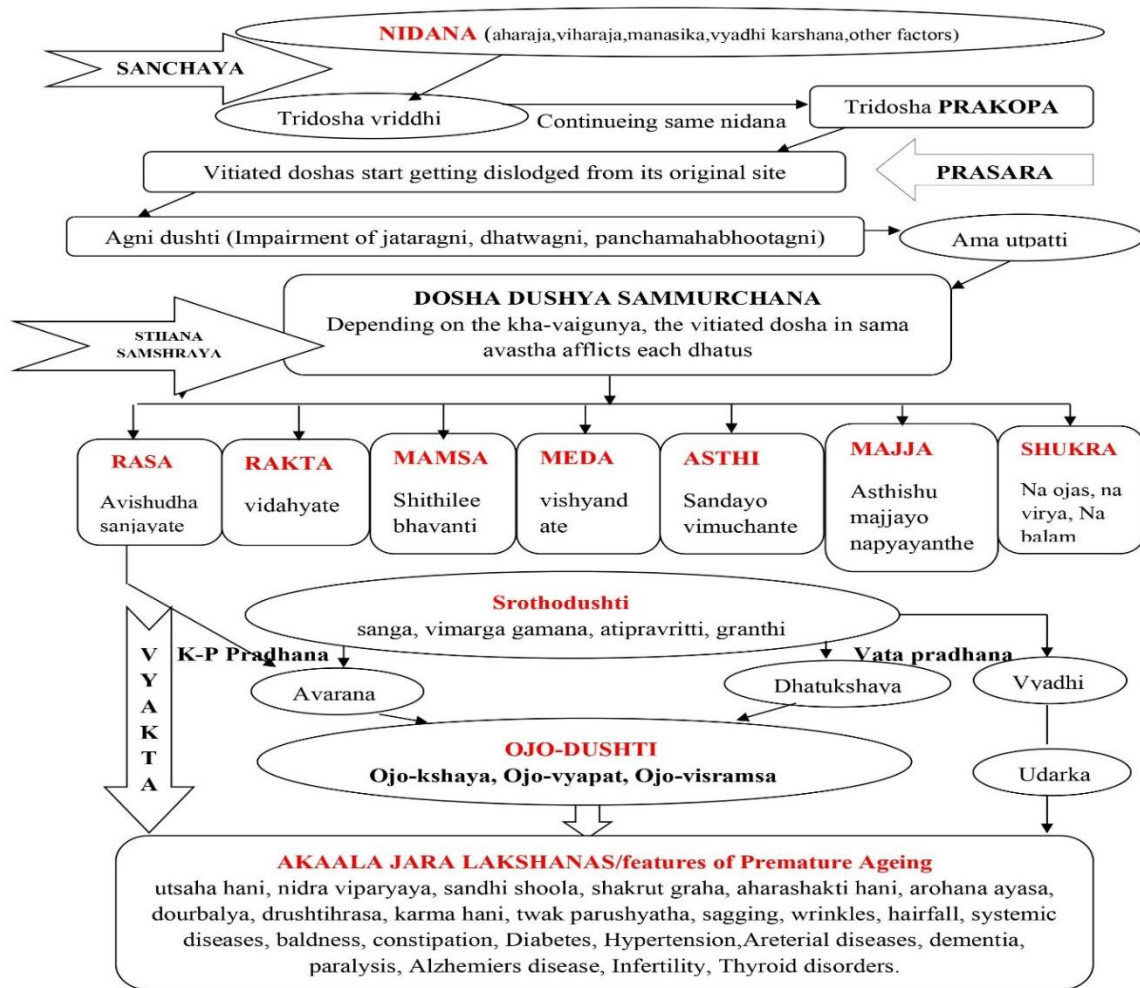 NIDANA (aharaja,viharaja,manasika,vyadhi karshana,other factors)
SANCHAYA
Tridosha vriddhi
Continueing same nidana
Tridosha PRAKOPA
Vitiated doshas start getting dislodged from its original site
PRASARA
Agni dushti (Impairment of jataragni, dhatwagni, panchamahabhootagni)
Ama utpatti
DOSHA DUSHYA SAMMURCHANA
Depending on the kha-vaigunya, the vitiated dosha in sama
avastha afflicts each dhatus
STHANA
SAMSHRAYA
RASA
Avishudha
sanjayate
RAKTA
vidahyate
MAMSA
Shithilee
bhavanti
MEDA
vishyand
ate
ASTHI
Sandayo
vimuchante
MAJJA
Asthishu
majjayo
napyayanthe
SHUKRA
Na ojas, na
virya, Na
balam
Srothodushti
sanga, vimarga gamana, atipravritti, granthi
VYAKTA
K-P Pradhana
Vata pradhana
Avarana
Dhatukshaya
Vyadhi
OJO-DUSHTI
Ojo-kshaya, Ojo-vyapat, Ojo-visramsa
Udarka
AKAALA JARA LAKSHANAS/features of Premature Ageing
utsaha hani, nidra viparyaya, sandhi shoola, shakrut graha, aharashakti hani, arohana ayasa,
dourbalya, drushtihrasa, karma hani, twak parushyatha, sagging, wrinkles, hairfall, systemic
diseases, baldness, constipation, Diabetes, Hypertension,Areterial diseases, dementia,
paralysis, Alzhemiers disease, Infertility, Thyroid disorders.